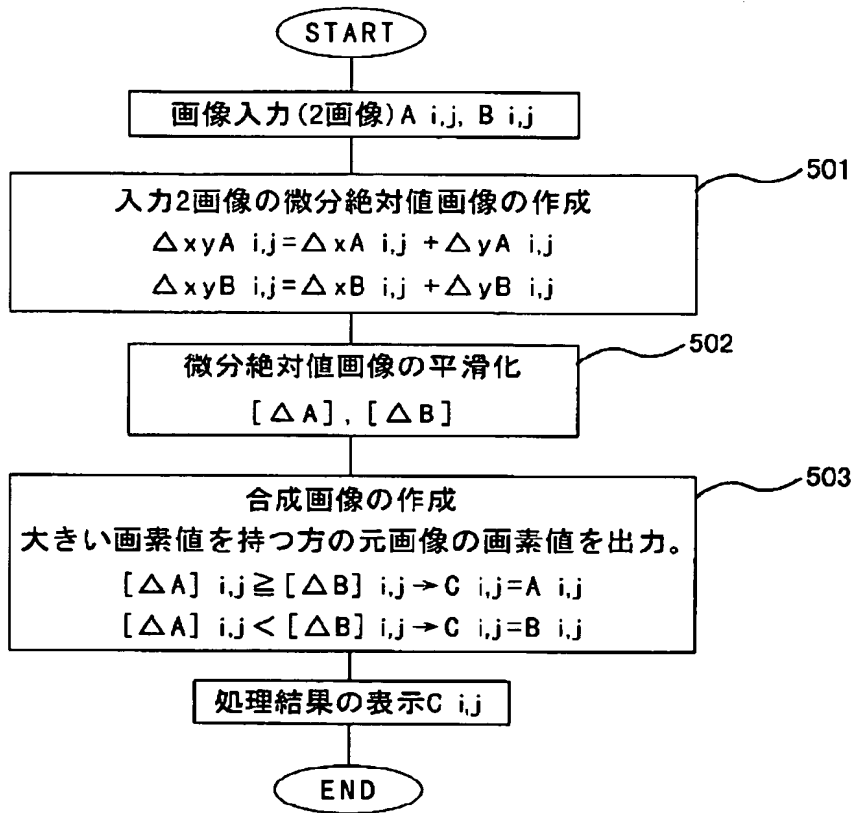 START
画像入力(2画像)A i,j, B i,j
501
入力2画像の微分絶対値画像の作成
△xyA i,j=△xA i,j +△yA i,j
△xyB i,j=△xB i,j +△yB i,j
502
微分絶対値画像の平滑化
[△A], [△B]
503
合成画像の作成
大きい画素値を持つ方の元画像の画素値を出力。
[△A] i,j≧[△B] i,j→C i,j=A i,j
[△A] i,j<[△B] i,j→C i,j=B i,j
処理結果の表示C i,j
END